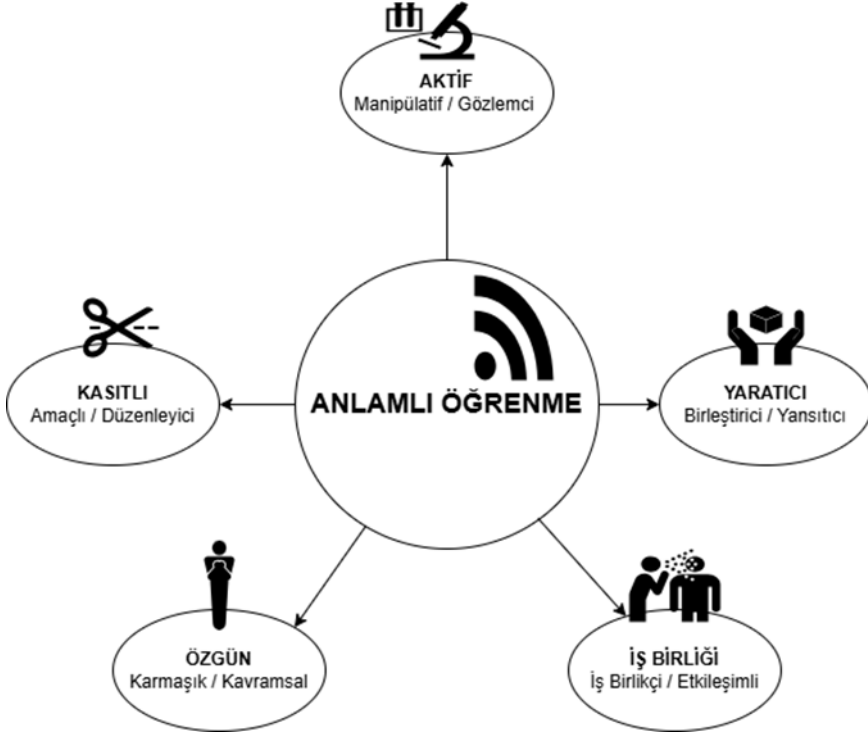 AKTİF
Manipülatif / Gözlemci
KASITLI
Amaçlı / Düzenleyici
ANLAMLI ÖĞRENME
YARATICI
Birleştirici / Yansıtıcı
ÖZGÜN
Karmaşık / Kavramsal
İŞ BİRLİĞİ
İş Birlikçi / Etkileşimli